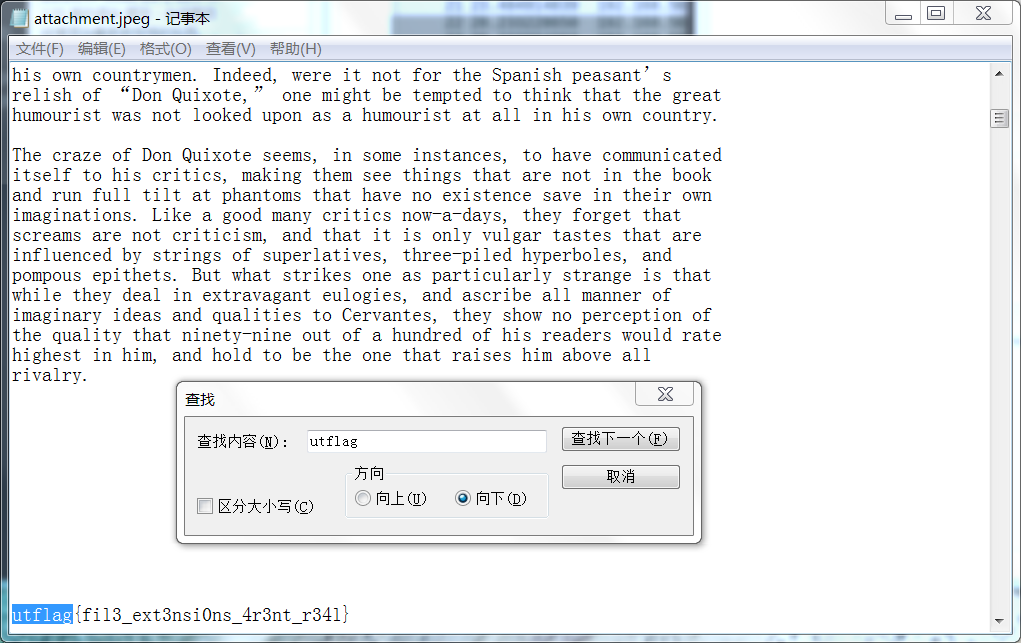 attachment.jpeg - 记事本
文件(F) 编辑(E) 格式(O) 查看(V) 帮助(H)
his own countrymen. Indeed, were it not for the Spanish peasant’s
relish of “Don Quixote,” one might be tempted to think that the great
humourist was not looked upon as a humourist at all in his own country.
The craze of Don Quixote seems, in some instances, to have communicated
itself to his critics, making them see things that are not in the book
and run full tilt at phantoms that have no existence save in their own
imaginations. Like a good many critics now-a-days, they forget that
screams are not criticism, and that it is only vulgar tastes that are
influenced by strings of superlatives, three-piled hyperboles, and
pompous epithets. But what strikes one as particularly strange is that
while they deal in extravagant eulogies, and ascribe all manner of
imaginary ideas and qualities to Cervantes, they show no perception of
the quality that ninety-nine out of a hundred of his readers would rate
highest in him, and hold to be the one that raises him above all
rivalry.
查找
查找内容(N): utflag 查找下一个(F)
方向 取消
区分大小写(C) 向上(U) 向下(D)
utflag{fil3_ext3nsi0ns_4r3nt_r34l}